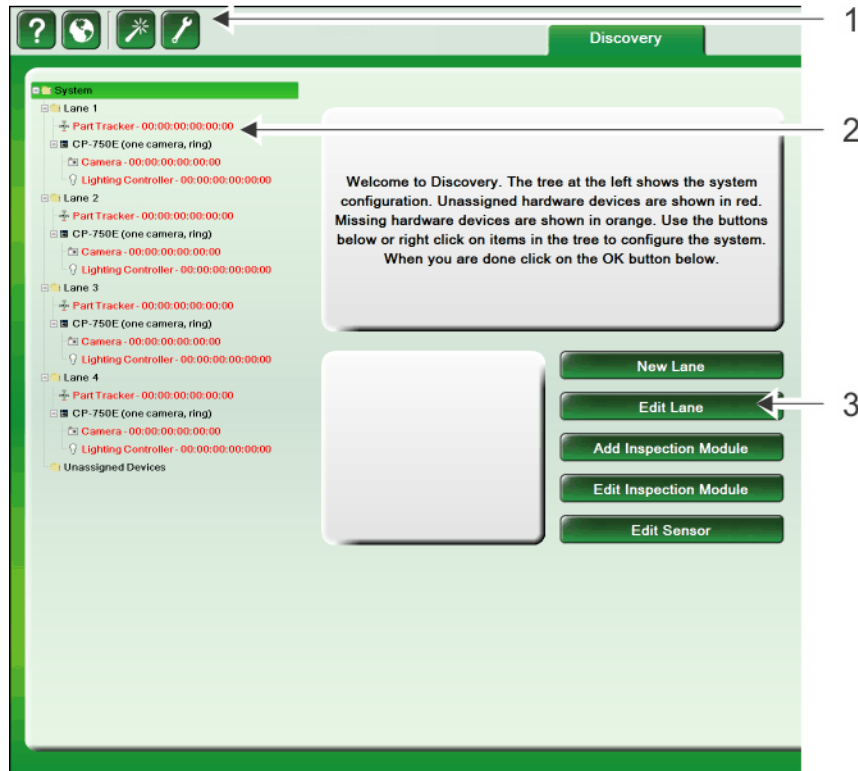 ?
1
Discovery
System
Lane 1
Part Tracker - 00:00:00:00:00:00
2
CP-750E (one camera, ring)
Camera - 00:00:00:00:00:00
Lighting Controller - 00:00:00:00:00:00
Lane 2
Part Tracker - 00:00:00:00:00:00
CP-750E (one camera, ring)
Camera - 00:00:00:00:00:00
Lighting Controller - 00:00:00:00:00:00
Lane 3
Part Tracker - 00:00:00:00:00:00
CP-750E (one camera, ring)
Camera - 00:00:00:00:00:00
Lighting Controller - 00:00:00:00:00:00
Lane 4
Part Tracker - 00:00:00:00:00:00
CP-750E (one camera, ring)
Camera - 00:00:00:00:00:00
Lighting Controller - 00:00:00:00:00:00
Unassigned Devices
Welcome to Discovery. The tree at the left shows the system
configuration. Unassigned hardware devices are shown in red.
Missing hardware devices are shown in orange. Use the buttons
below or right click on items in the tree to configure the system.
When you are done click on the OK button below.
New Lane
Edit Lane
3
Add Inspection Module
Edit Inspection Module
Edit Sensor